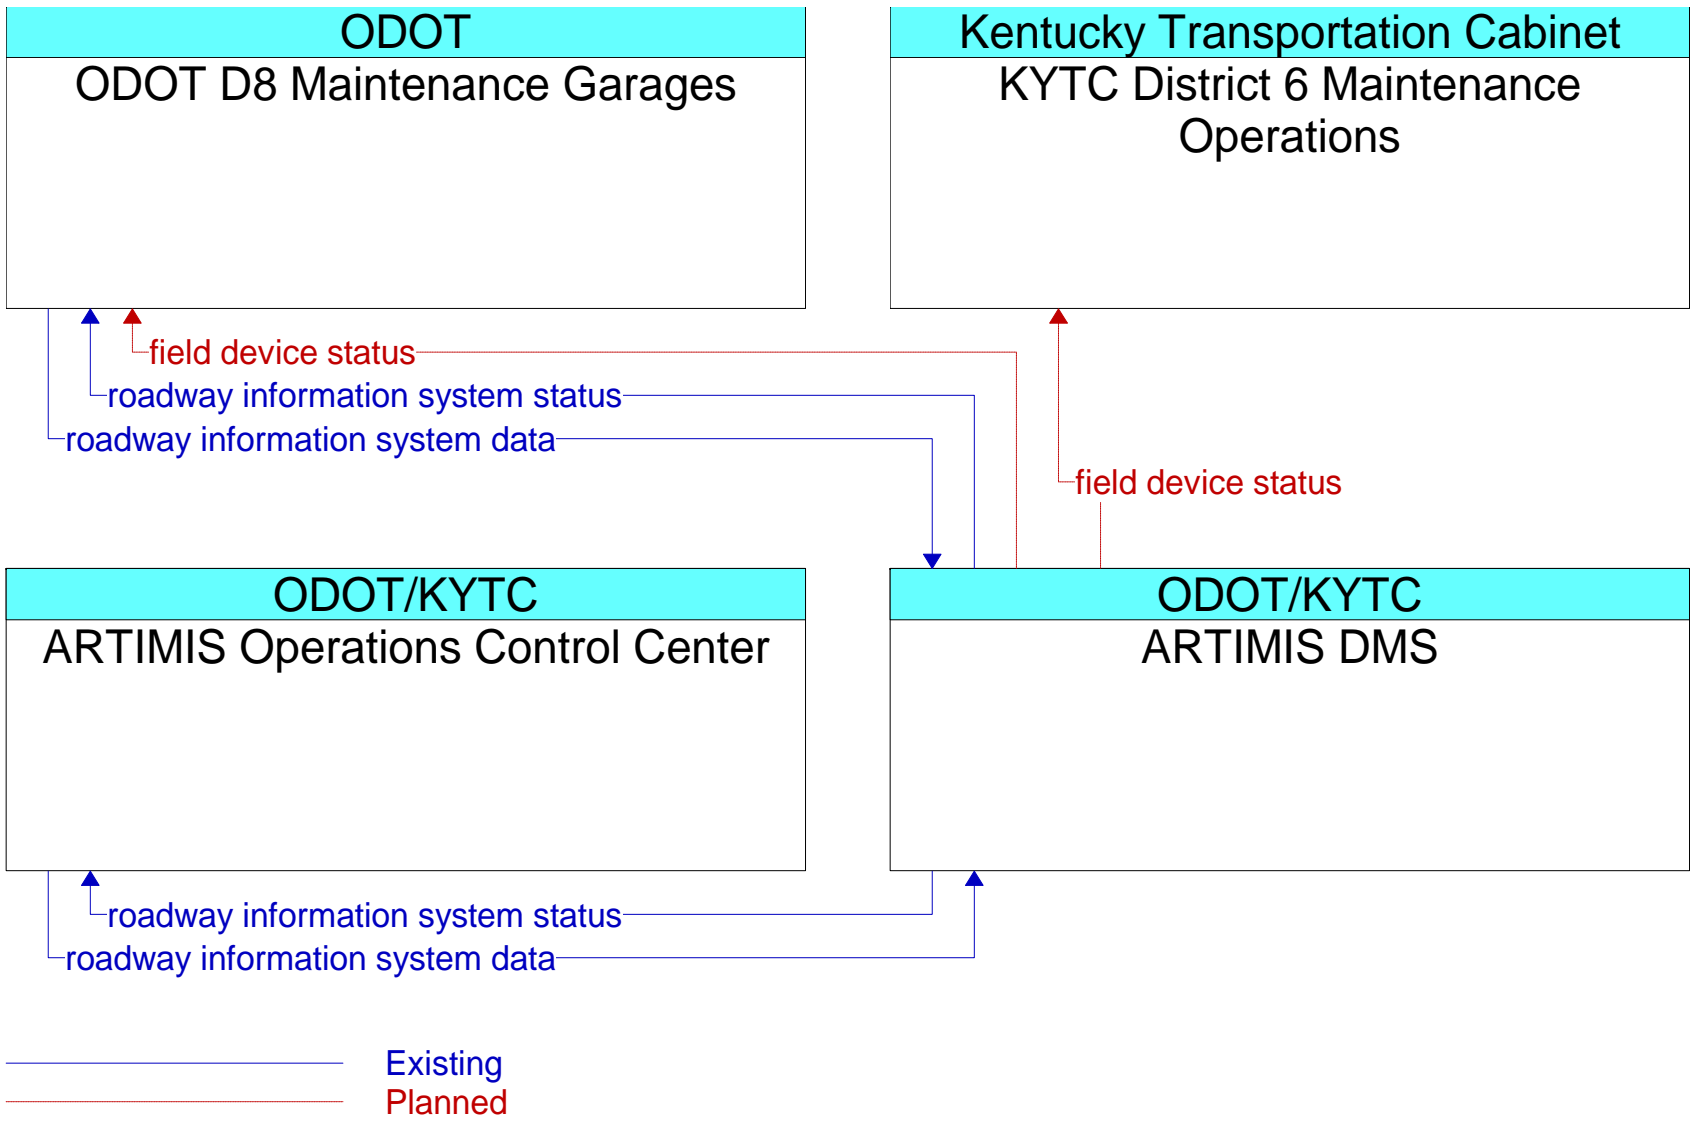 ODOT
ODOT D8 Maintenance Garages
Kentucky Transportation Cabinet
KYTC District 6 Maintenance
Operations
field device status
roadway information system status
roadway information system data
field device status
ODOT/KYTC
ARTIMIS Operations Control Center
ODOT/KYTC
ARTIMIS DMS
roadway information system status
roadway information system data
Existing
Planned